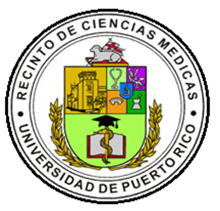 RECINTO DE CIENCIAS MEDICAS
UNIVERSIDAD DE PUERTO RICO